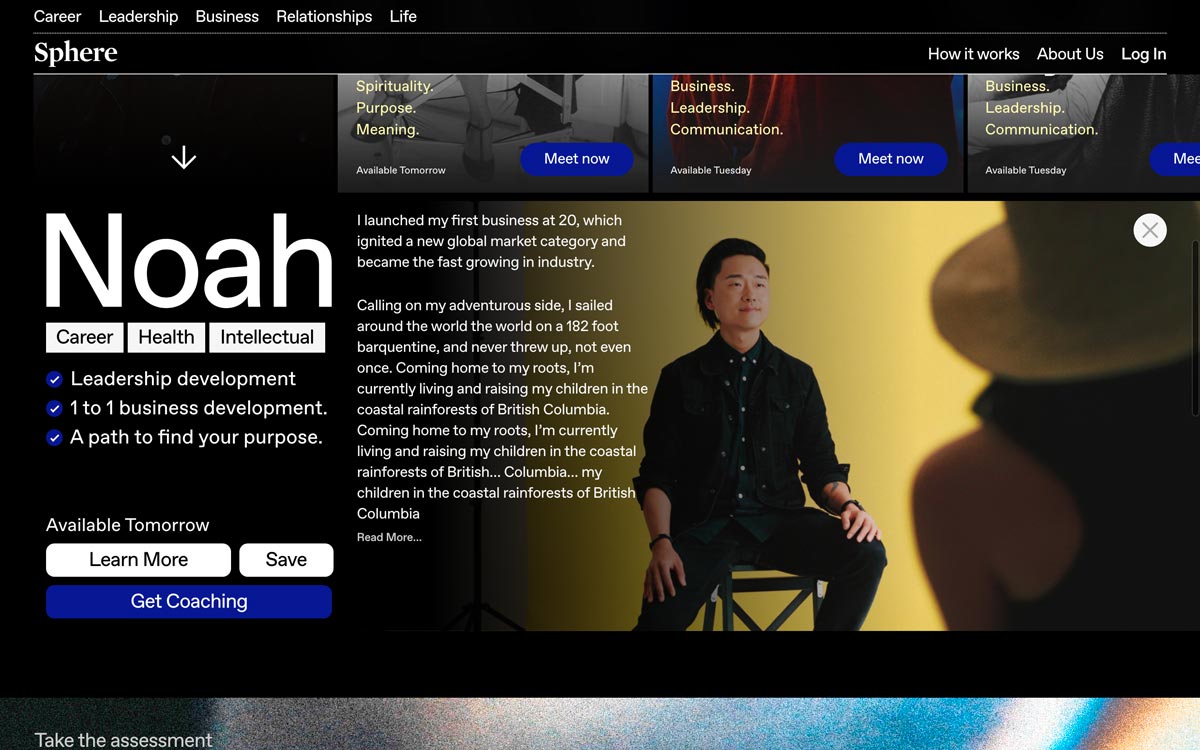 Career Leadership Business Relationships Life
Sphere
How it works About Us Log In
Spirituality.
Purpose.
Meaning.
Available Tomorrow
Meet now
Business.
Leadership.
Communication.
Available Tuesday
Meet now
Business.
Leadership.
Communication.
Available Tuesday
Mee
Noah
Career Health Intellectual
Leadership development
1 to 1 business development.
A path to find your purpose.
Available Tomorrow
Learn More Save
Get Coaching
I launched my first business at 20, which
ignited a new global market category and
became the fast growing in industry.
Calling on my adventurous side, I sailed
around the world the world on a 182 foot
barquentine, and never threw up, not even
once. Coming home to my roots, I’m
currently living and raising my children in the
coastal rainforests of British Columbia.
Coming home to my roots, I’m currently
living and raising my children in the coastal
rainforests of British... Columbia... my
children in the coastal rainforests of British
Columbia
Read More...
Take the assessment